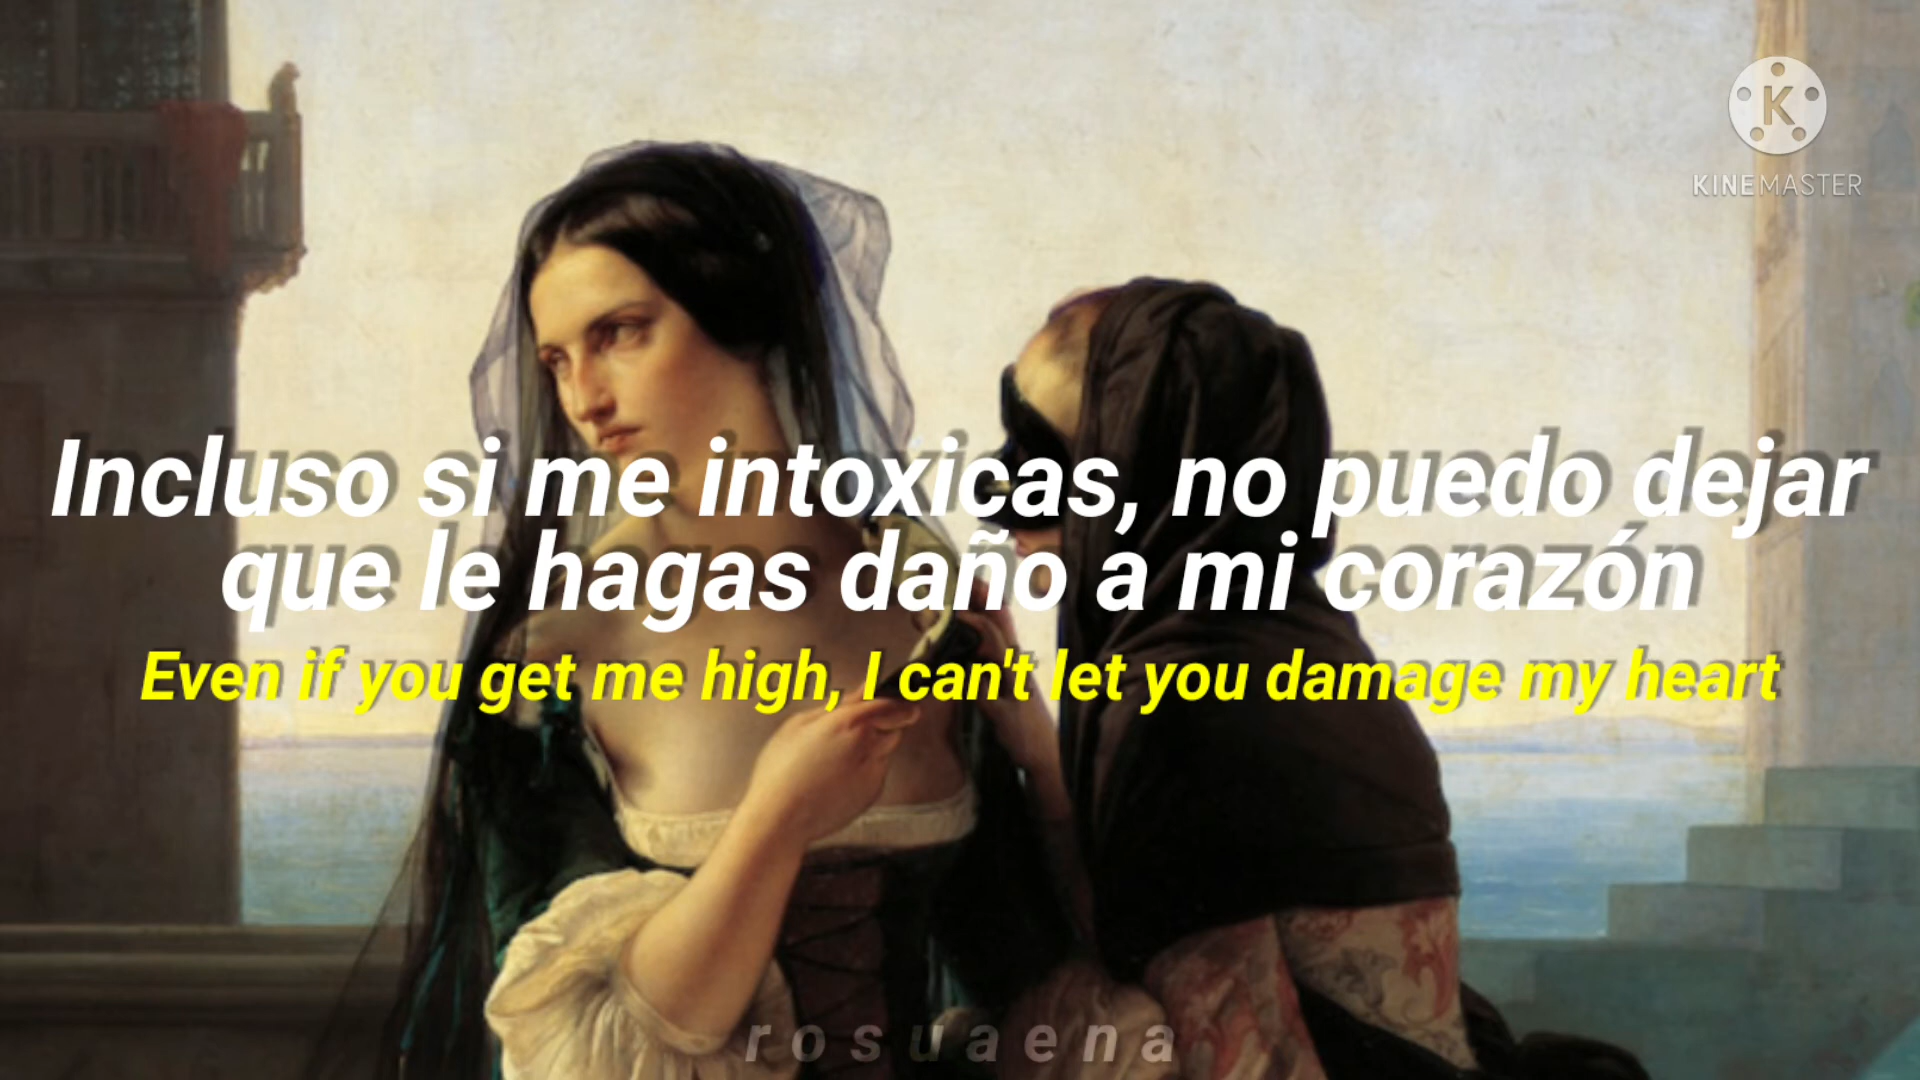 KINEMASTER
Incluso si me intoxicas, no puedo dejar
que le hagas daño a mi corazón
Even if you get me high, I can't let you damage my heart
rosuaena